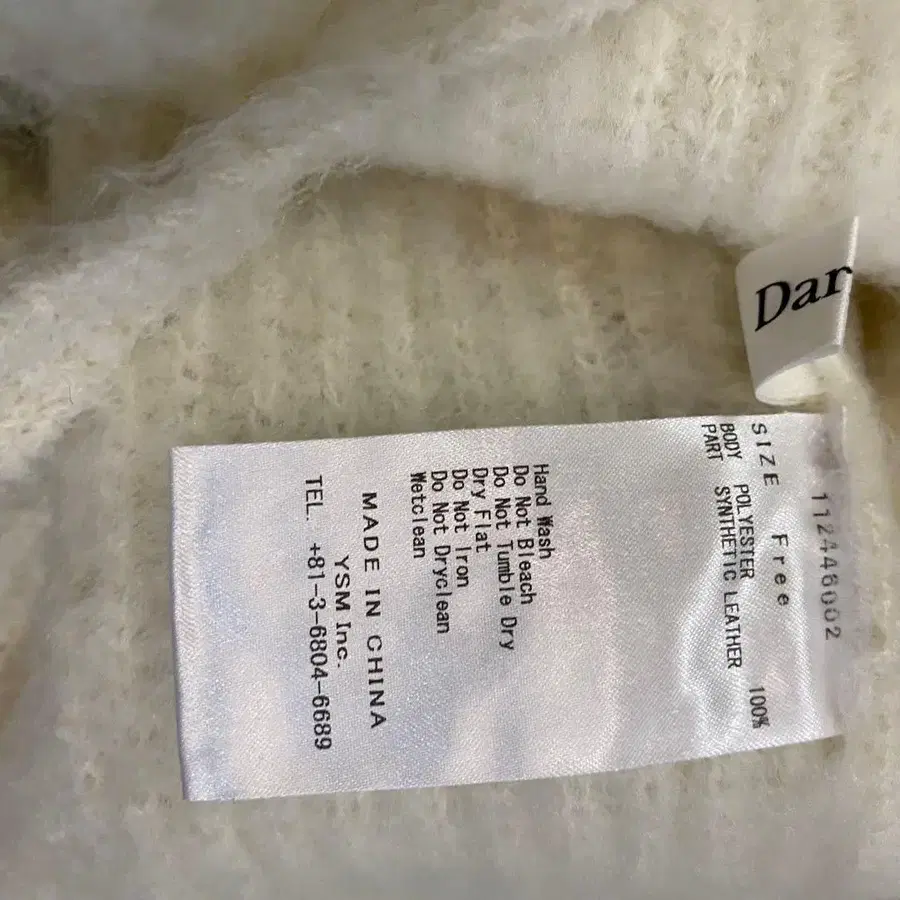 Dar
112446002
SIZE Free
BODY POLYESTER 100%
PART SYNTHETIC LEATHER
Hand Wash
Do Not Bleach
Do Not Tumble Dry
Dry Flat
Do Not Iron
Do Not Dryclean
Wetclean
MADE IN CHINA
YSM Inc.
TEL. +81-3-6804-6689